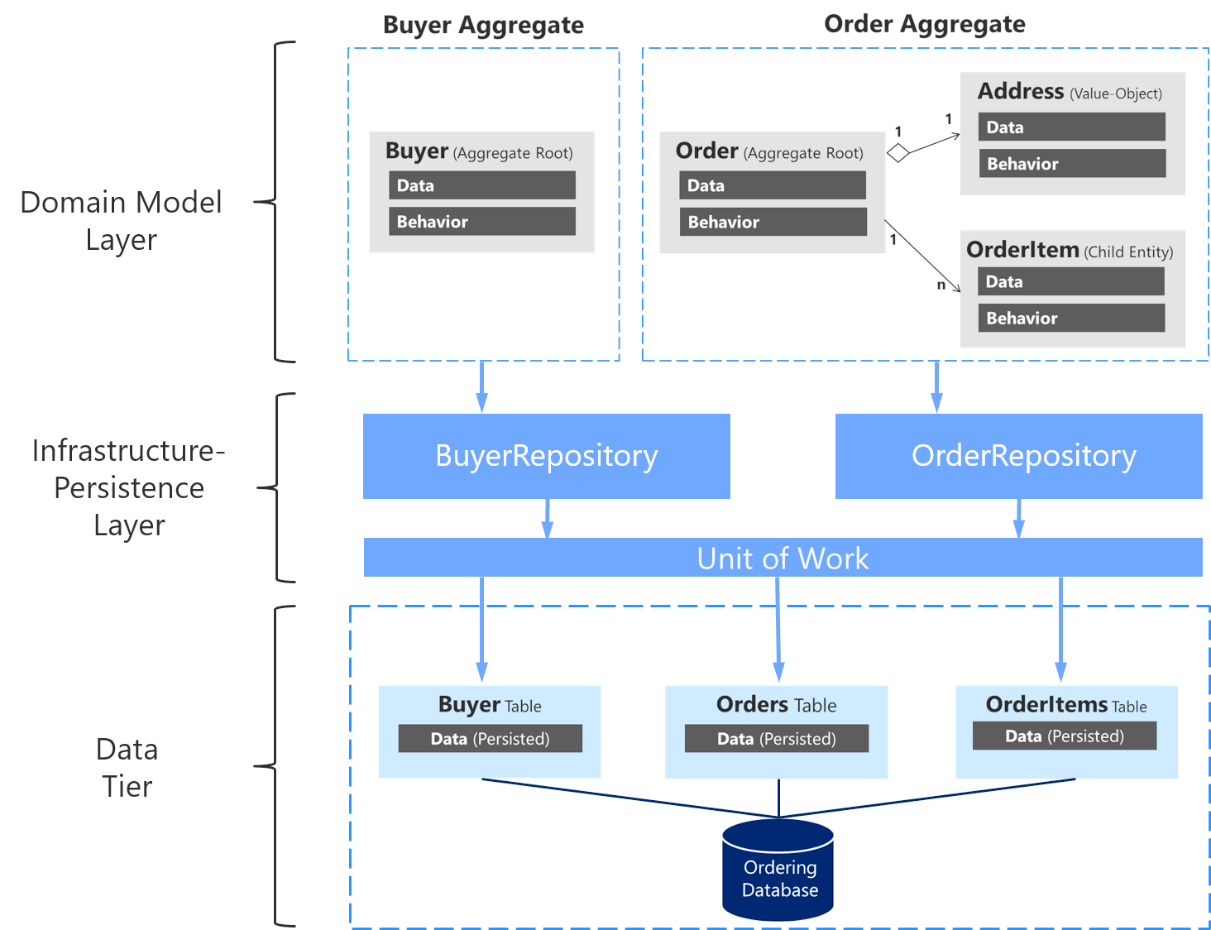 Buyer Aggregate
Order Aggregate
Domain Model
Layer
Buyer (Aggregate Root)
Data
Behavior
Order (Aggregate Root)
Data
Behavior
1
1
1
n
Address (Value-Object)
Data
Behavior
OrderItem (Child Entity)
Data
Behavior
Infrastructure-
Persistence
Layer
BuyerRepository
OrderRepository
Unit of Work
Data
Tier
Buyer Table
Data (Persisted)
Orders Table
Data (Persisted)
OrderItems Table
Data (Persisted)
Ordering
Database